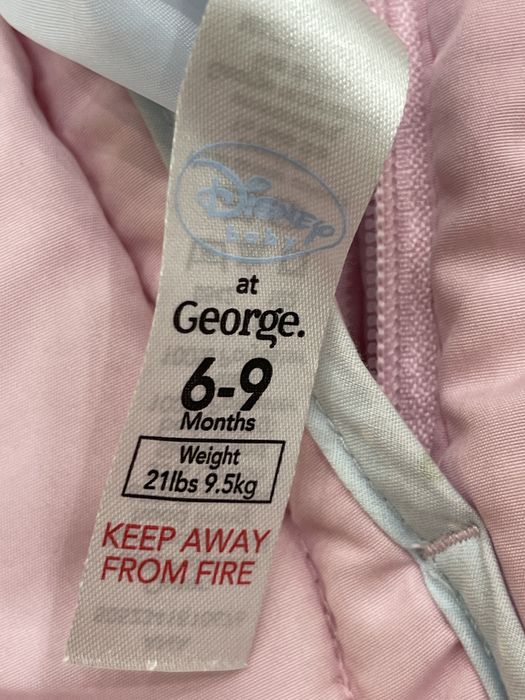 Disney
baby
at
George.
6-9
Months
Weight
21lbs 9.5kg
KEEP AWAY
FROM FIRE